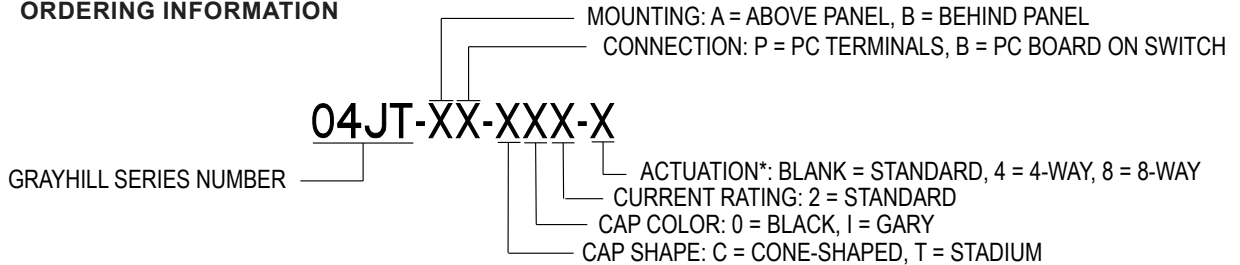 ORDERING INFORMATION
MOUNTING: A = ABOVE PANEL, B = BEHIND PANEL
CONNECTION: P = PC TERMINALS, B = PC BOARD ON SWITCH
04JT-XX-XXX-X
GRAYHILL SERIES NUMBER
ACTUATION*: BLANK = STANDARD, 4 = 4-WAY, 8 = 8-WAY
CURRENT RATING: 2 = STANDARD
CAP COLOR: 0 = BLACK, I = GARY
CAP SHAPE: C = CONE-SHAPED, T = STADIUM